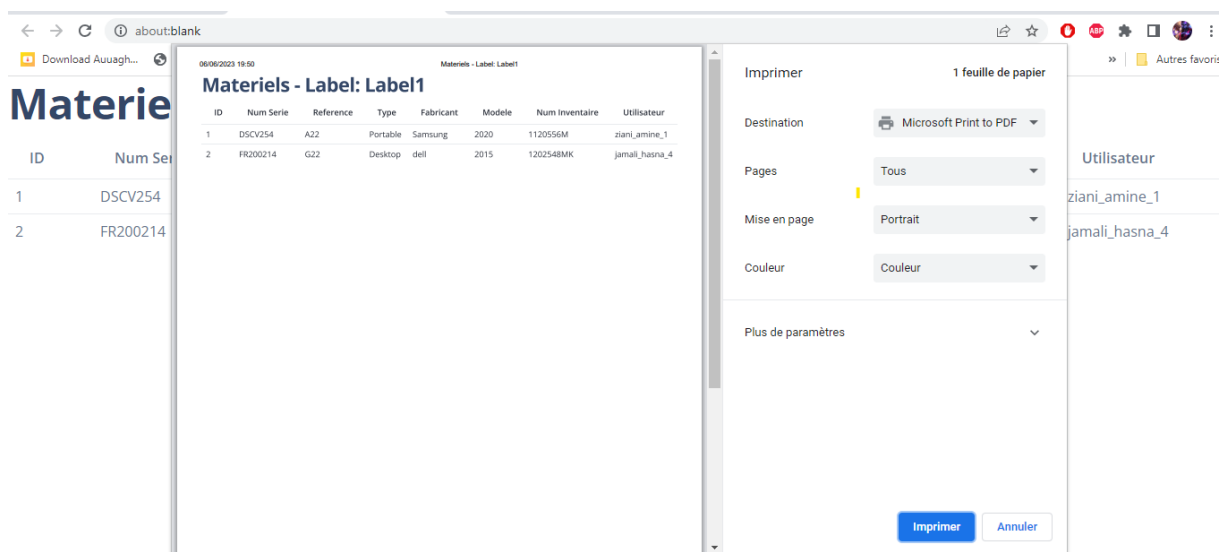 about:blank
ABP
Download Auuagh...
» Autres favoris
Materie
ID Num Ser Utilisateur
1 DSCV254 ziani_amine_1
2 FR200214 jamali_hasna_4
06/06/2023 19:50 Materiels - Label: Label1
Materiels - Label: Label1
ID Num Serie Reference Type Fabricant Modele Num Inventaire Utilisateur
1 DSCV254 A22 Portable Samsung 2020 1120556M ziani_amine_1
2 FR200214 G22 Desktop dell 2015 1202548MK jamali_hasna_4
Imprimer 1 feuille de papier
Destination Microsoft Print to PDF
Pages Tous
Mise en page Portrait
Couleur Couleur
Plus de paramètres
Imprimer Annuler